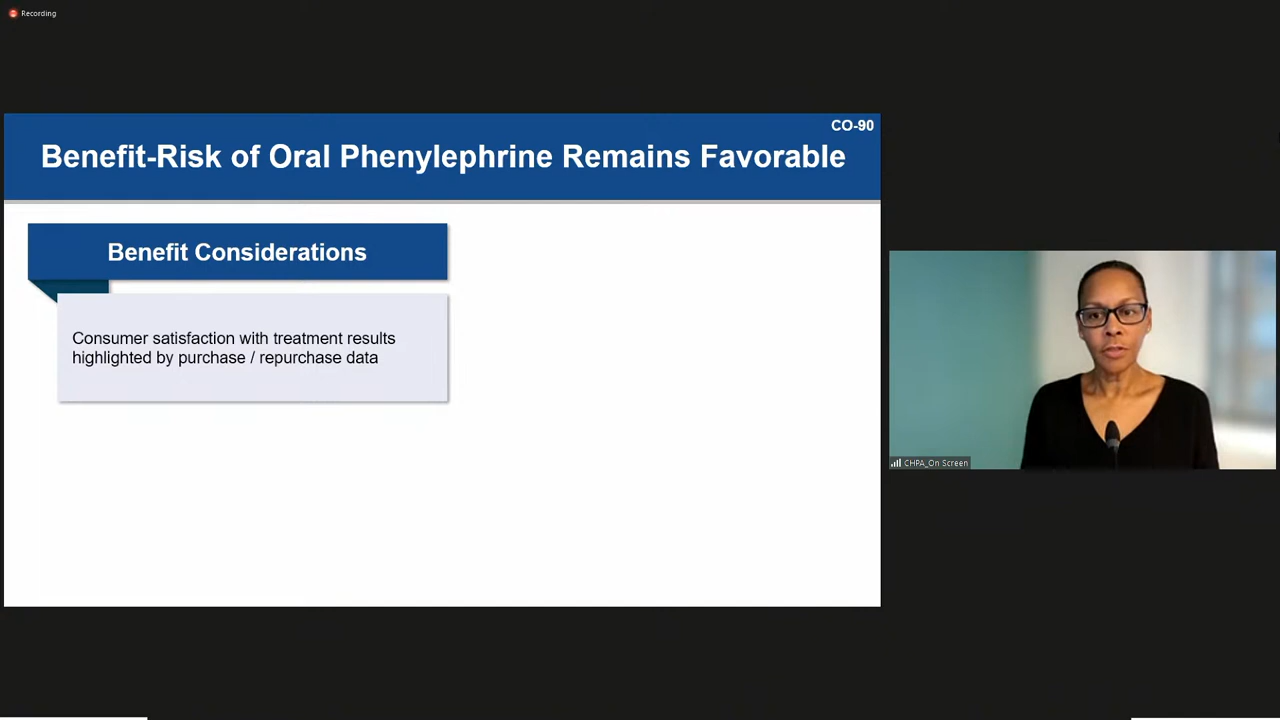 Recording
CO-90
Benefit-Risk of Oral Phenylephrine Remains Favorable
Benefit Considerations
Consumer satisfaction with treatment results
highlighted by purchase / repurchase data
CHPA_On Screen